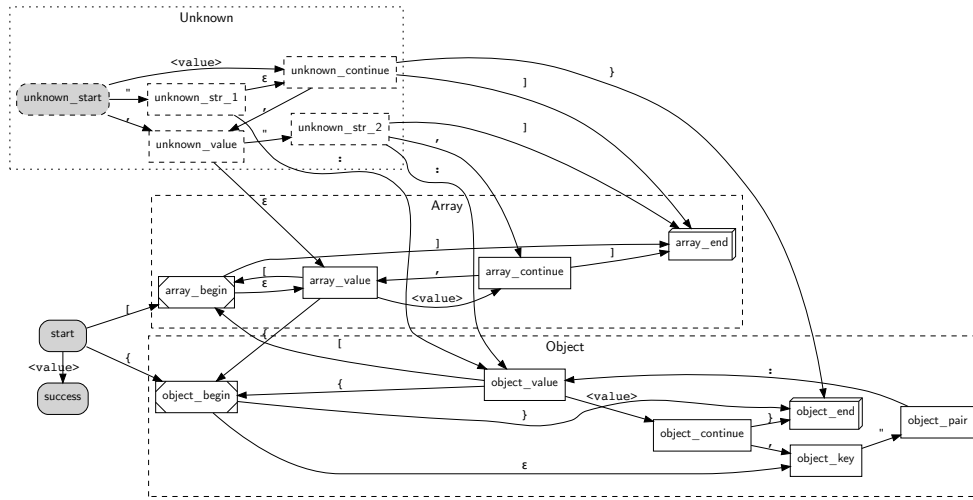 Unknown
<value>
unknown_continue
}
ε
]
unknown_start
"
unknown_str_1
,
,
unknown_str_2
]
"
,
unknown_value
:
:
ε
Array
array_end
]
]
array_continue
[
,
array_begin
ε
array_value
<value>
[
start
{
[
Object
{
<value>
success
:
object_begin
{
object_value
<value>
}
}
object_end
object_pair
object_continue
"
,
object_key
ε